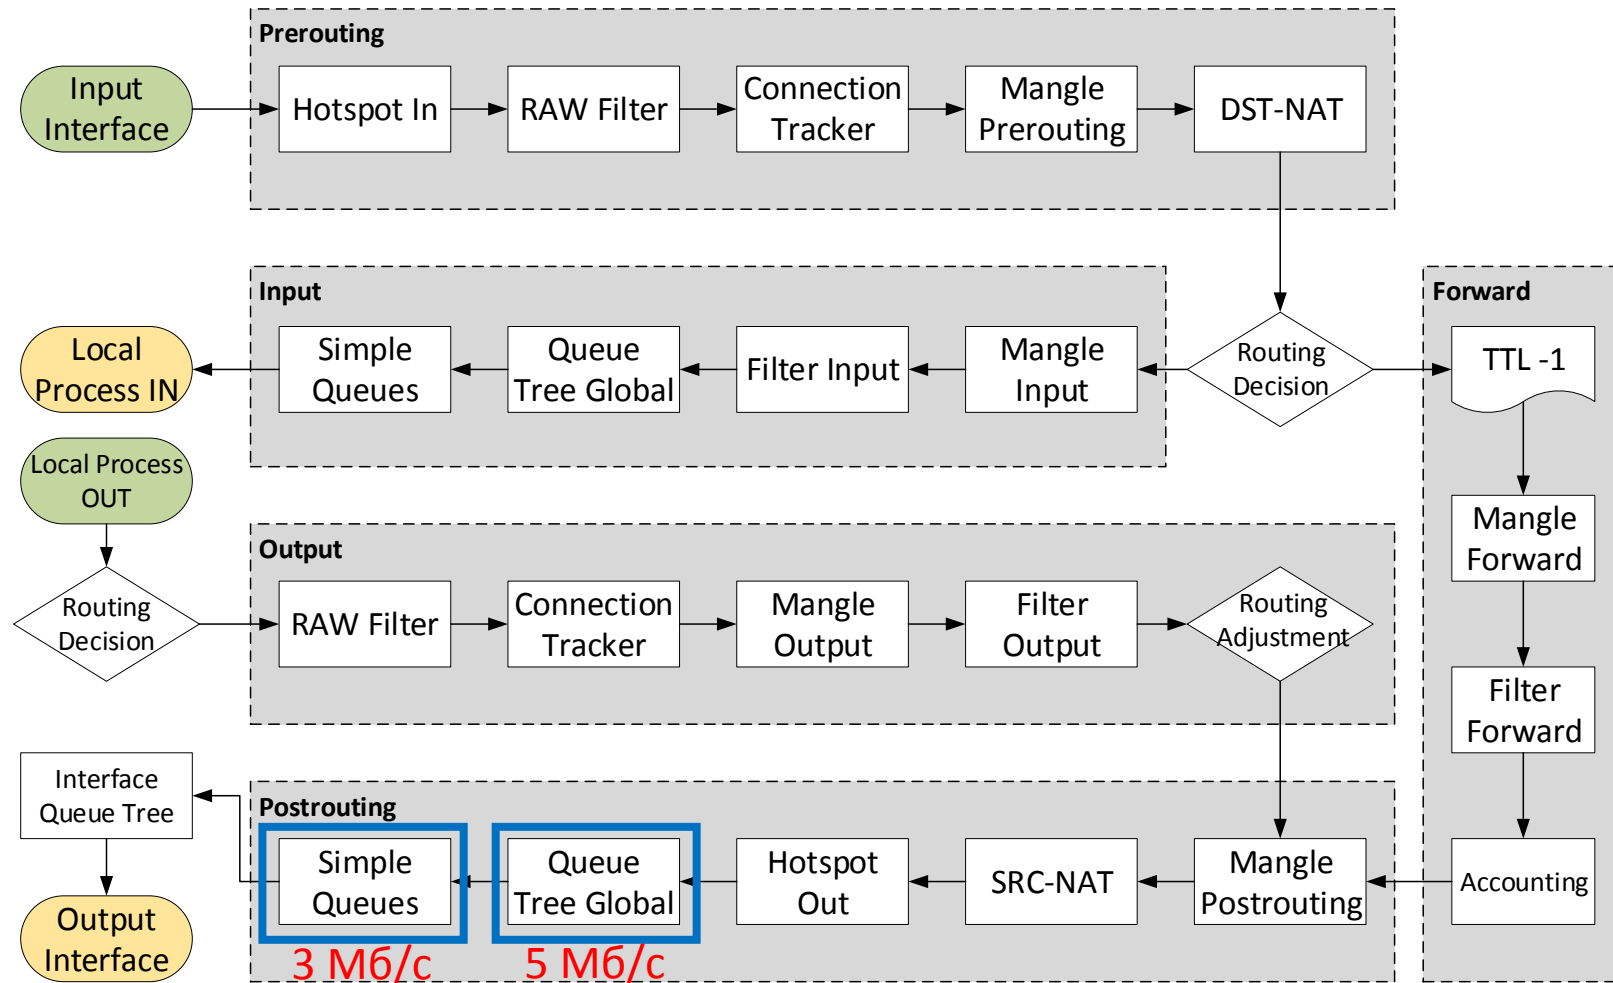 Prerouting
Input
Interface
Hotspot In
RAW Filter
Connection
Tracker
Mangle
Prerouting
DST-NAT
Input
Local
Process IN
Simple
Queues
Queue
Tree Global
Filter Input
Mangle
Input
Routing
Decision
Forward
TTL -1
Mangle
Forward
Filter
Forward
Accounting
Local Process
OUT
Routing
Decision
Output
RAW Filter
Connection
Tracker
Mangle
Output
Filter
Output
Routing
Adjustment
Postrouting
Interface
Queue Tree
Output
Interface
Simple
Queues
Queue
Tree Global
Hotspot
Out
SRC-NAT
Mangle
Postrouting
3 Мб/с
5 Мб/с